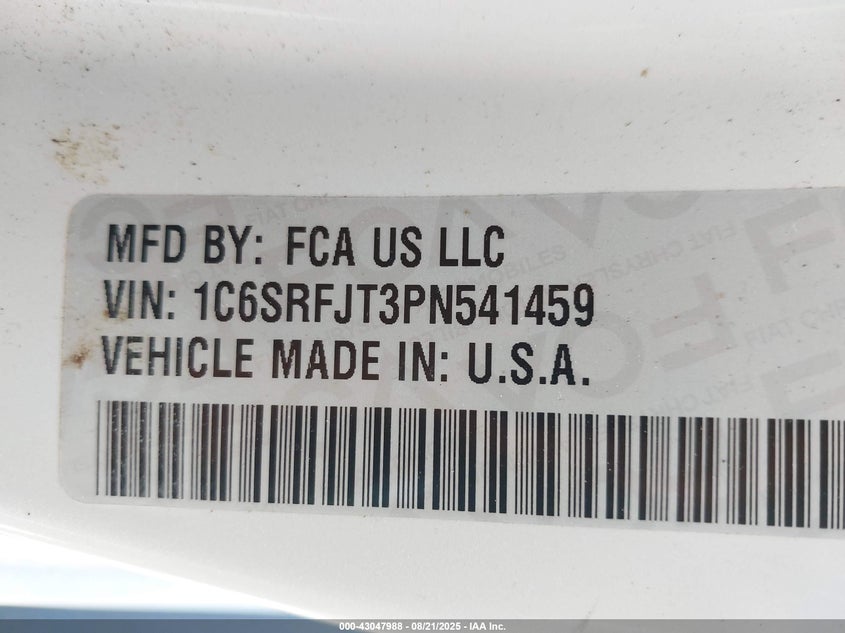 MFD BY: FCA US LLC
VIN: 1C6SRFJT3PN541459
VEHICLE MADE IN: U.S.A.
000-43047988 - 08/21/2025 - IAA Inc.